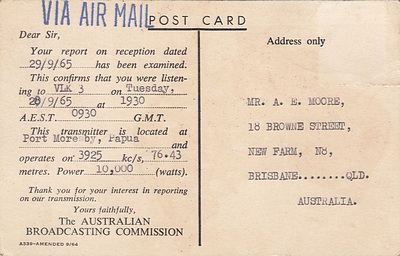 VIA AIR MAIL
POST CARD
Dear Sir,
Your report on reception dated
29/9/65 has been examined.
This confirms that you were listen-
ing to VLK 3 on Tuesday,
28/9/65 at 1930
A.E.S.T. 0930 G.M.T.
This transmitter is located at
Port Moresby, Papua and
operates on 3925 kc/s, 76.43
metres. Power 10,000 (watts).
Thank you for your interest in reporting
on our transmission.
Yours faithfully,
The AUSTRALIAN
BROADCASTING COMMISSION
A539-AMENDED 9/64
Address only
MR. A. E. MOORE,
18 BROWNE STREET,
NEW FARM, N8,
BRISBANE........QLD.
AUSTRALIA.